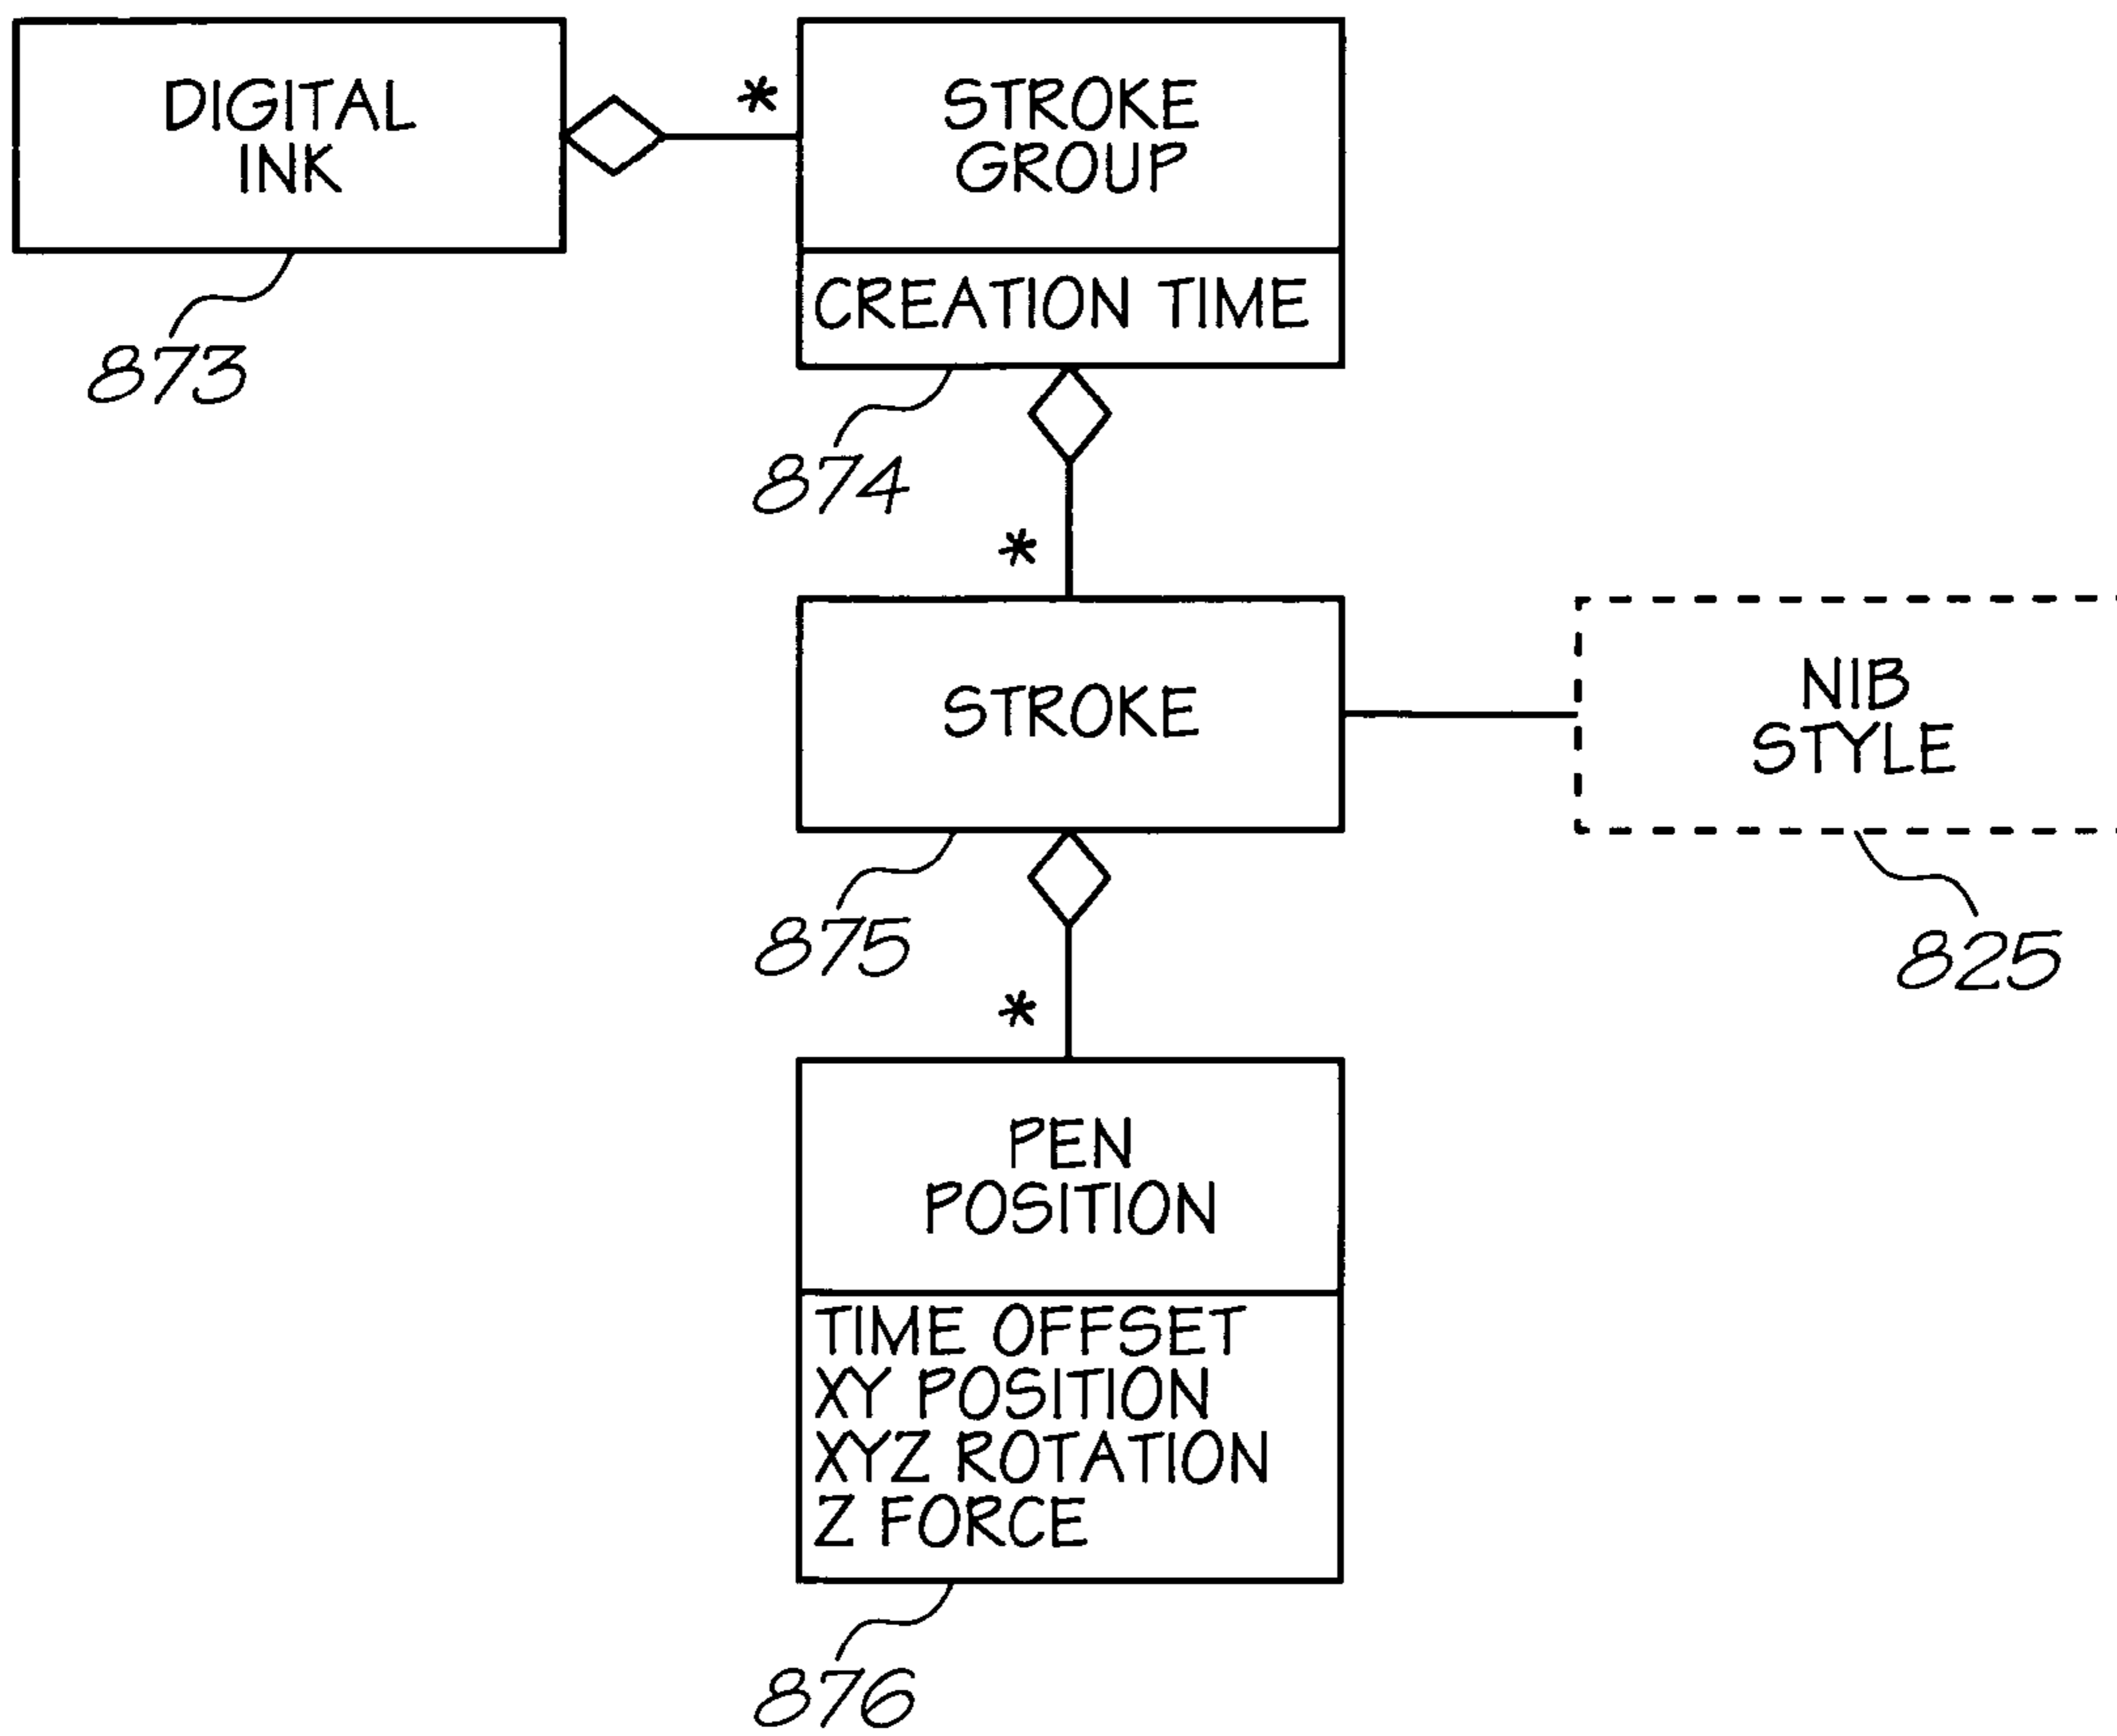 DIGITAL
INK
*
STROKE
GROUP
CREATION TIME
873
874
*
STROKE
NIB
STYLE
875
825
*
PEN
POSITION
TIME OFFSET
XY POSITION
XYZ ROTATION
Z FORCE
876